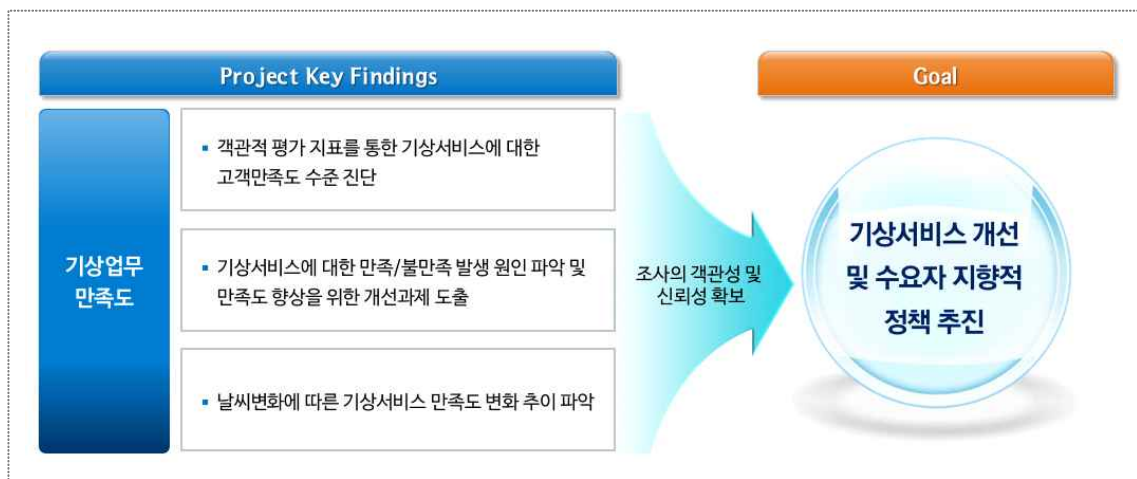 Project Key Findings
Goal
기상업무
만족도
▪ 객관적 평가 지표를 통한 기상서비스에 대한
고객만족도 수준 진단
▪ 기상서비스에 대한 만족/불만족 발생 원인 파악 및
만족도 향상을 위한 개선과제 도출
▪ 날씨변화에 따른 기상서비스 만족도 변화 추이 파악
조사의 객관성 및
신뢰성 확보
기상서비스 개선
및 수요자 지향적
정책 추진